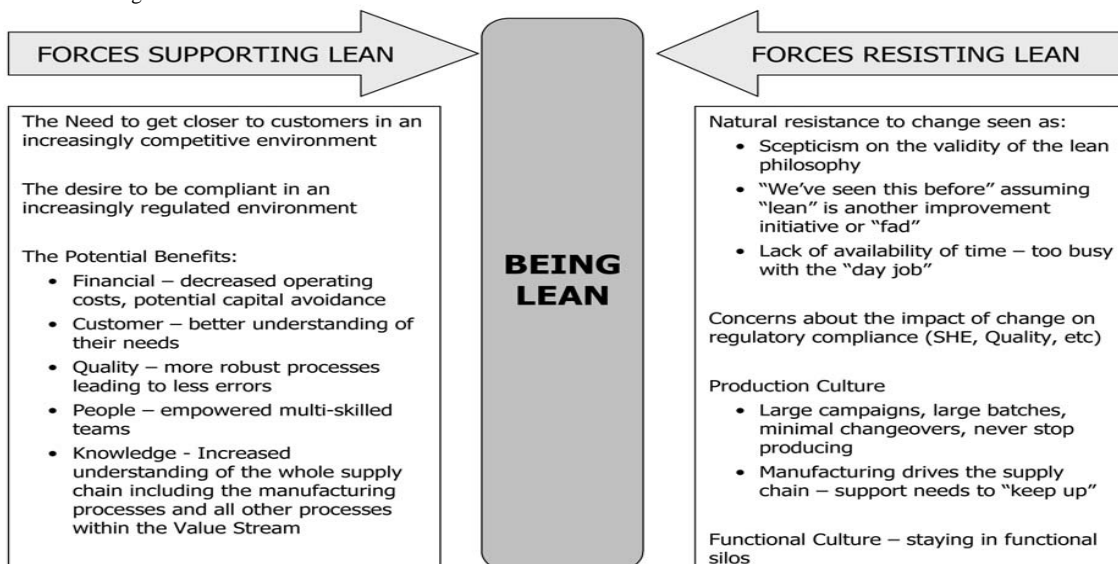 FORCES SUPPORTING LEAN
The Need to get closer to customers in an
increasingly competitive environment
The desire to be compliant in an
increasingly regulated environment
The Potential Benefits:
• Financial – decreased operating
costs, potential capital avoidance
• Customer – better understanding of
their needs
• Quality – more robust processes
leading to less errors
• People – empowered multi-skilled
teams
• Knowledge - Increased
understanding of the whole supply
chain including the manufacturing
processes and all other processes
within the Value Stream
BEING
LEAN
FORCES RESISTING LEAN
Natural resistance to change seen as:
• Scepticism on the validity of the lean
philosophy
• “We’ve seen this before” assuming
“lean” is another improvement
initiative or “fad”
• Lack of availability of time – too busy
with the “day job”
Concerns about the impact of change on
regulatory compliance (SHE, Quality, etc)
Production Culture
• Large campaigns, large batches,
minimal changeovers, never stop
producing
• Manufacturing drives the supply
chain – support needs to “keep up”
Functional Culture – staying in functional
silos